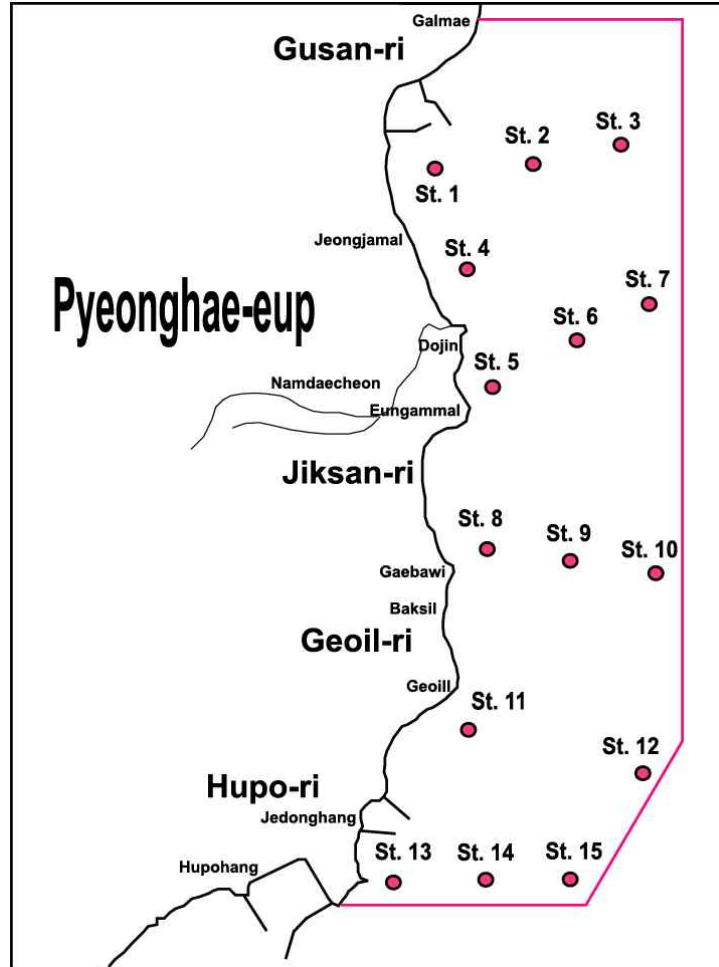 Galmae
Gusan-ri
St. 3
St. 2
St. 1
Jeongjamal
St. 4
St. 7
Pyeonghae-eup
St. 6
Dojin
St. 5
Namdaecheon
Eungammal
Jiksan-ri
St. 8
St. 9
St. 10
Gaebawi
Baksil
Geoil-ri
Geoill
St. 11
St. 12
Hupo-ri
Jedonghang
St. 13
St. 14
St. 15
Hupohang